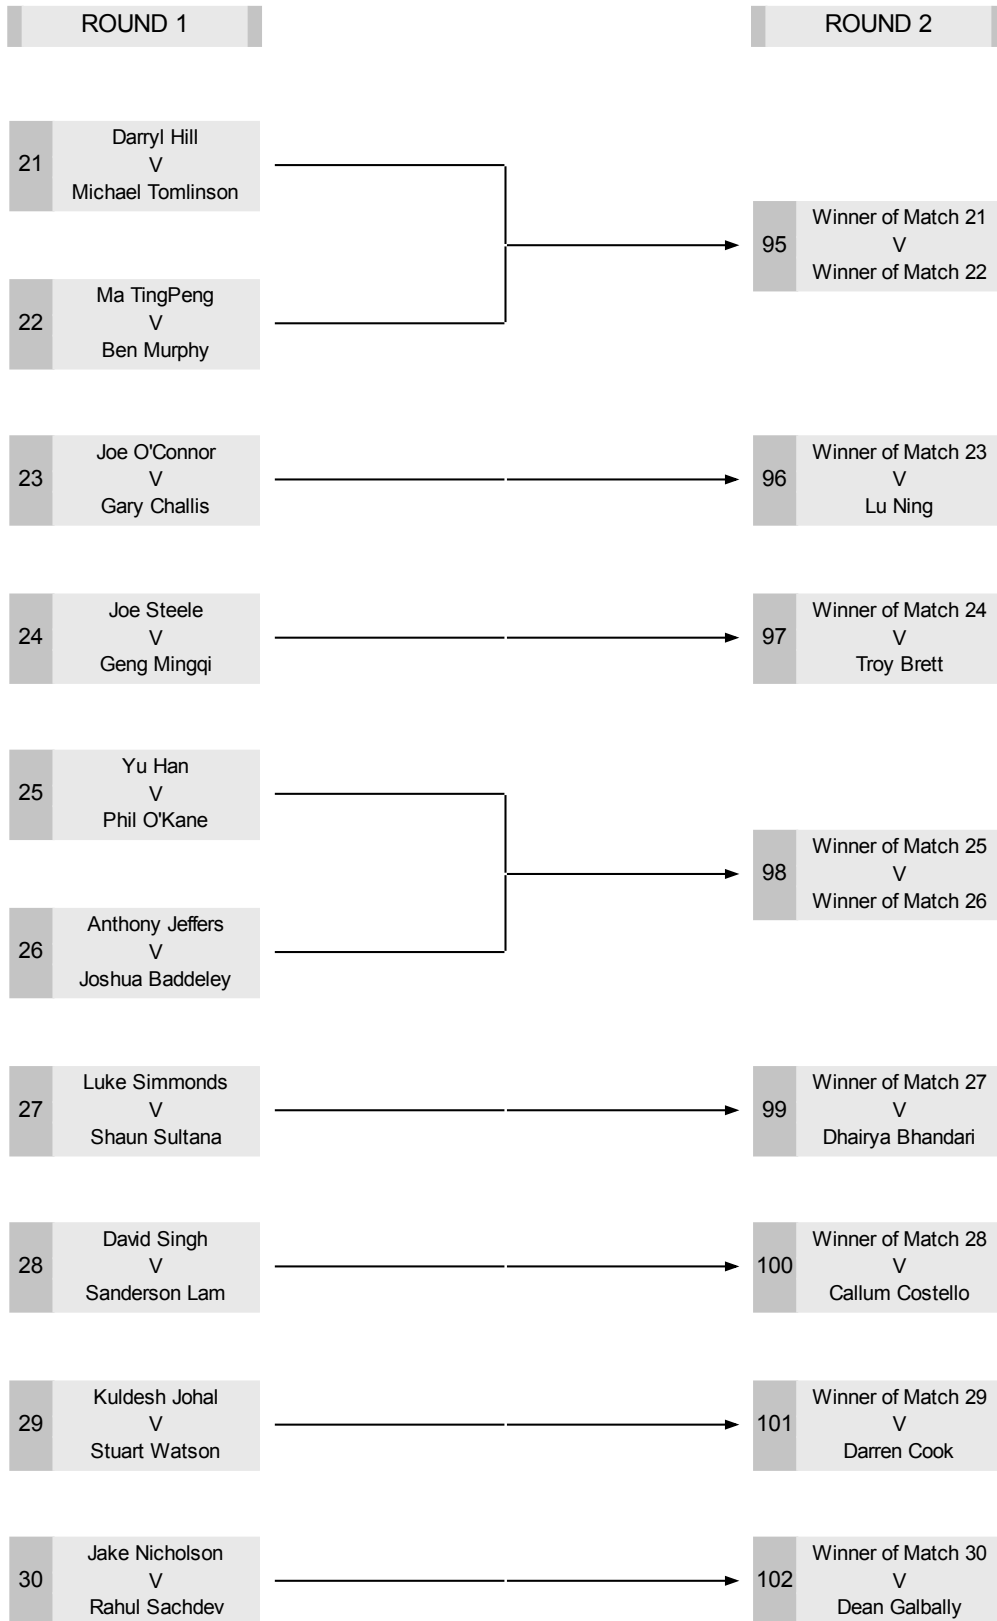 ROUND 1
ROUND 2
21
Darryl Hill
V
Michael Tomlinson
95
Winner of Match 21
V
Winner of Match 22
22
Ma TingPeng
V
Ben Murphy
23
Joe O'Connor
V
Gary Challis
96
Winner of Match 23
V
Lu Ning
24
Joe Steele
V
Geng Mingqi
97
Winner of Match 24
V
Troy Brett
25
Yu Han
V
Phil O'Kane
98
Winner of Match 25
V
Winner of Match 26
26
Anthony Jeffers
V
Joshua Baddeley
27
Luke Simmonds
V
Shaun Sultana
99
Winner of Match 27
V
Dhairya Bhandari
28
David Singh
V
Sanderson Lam
100
Winner of Match 28
V
Callum Costello
29
Kuldesh Johal
V
Stuart Watson
101
Winner of Match 29
V
Darren Cook
30
Jake Nicholson
V
Rahul Sachdev
102
Winner of Match 30
V
Dean Galbally